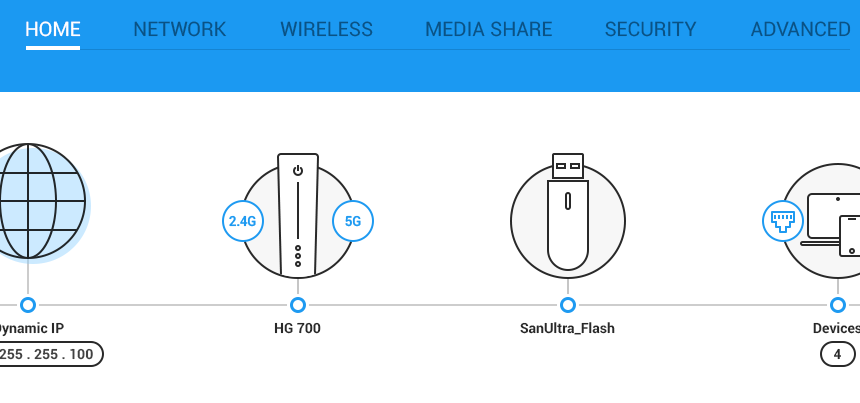 HOME NETWORK WIRELESS MEDIA SHARE SECURITY ADVANCED
2.4G 5G
ynamic IP HG 700 SanUltra_Flash Devices
255 . 255 . 100 4